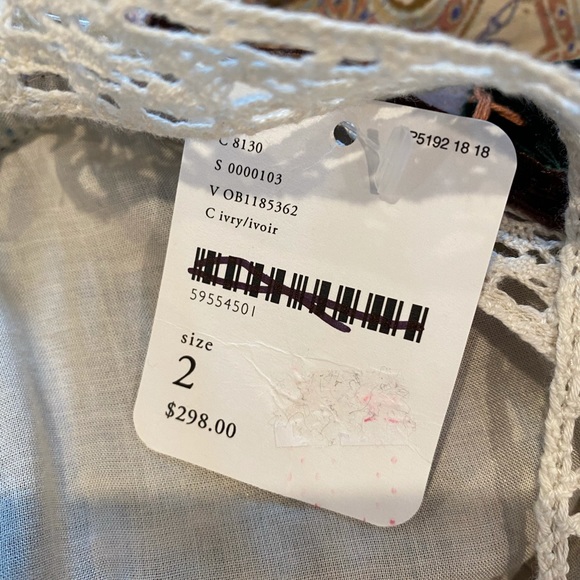 C 8130
P5192 18 18
S 0000103
V OB1185362
C ivry/ivoir
59554501
size
2
$298.00